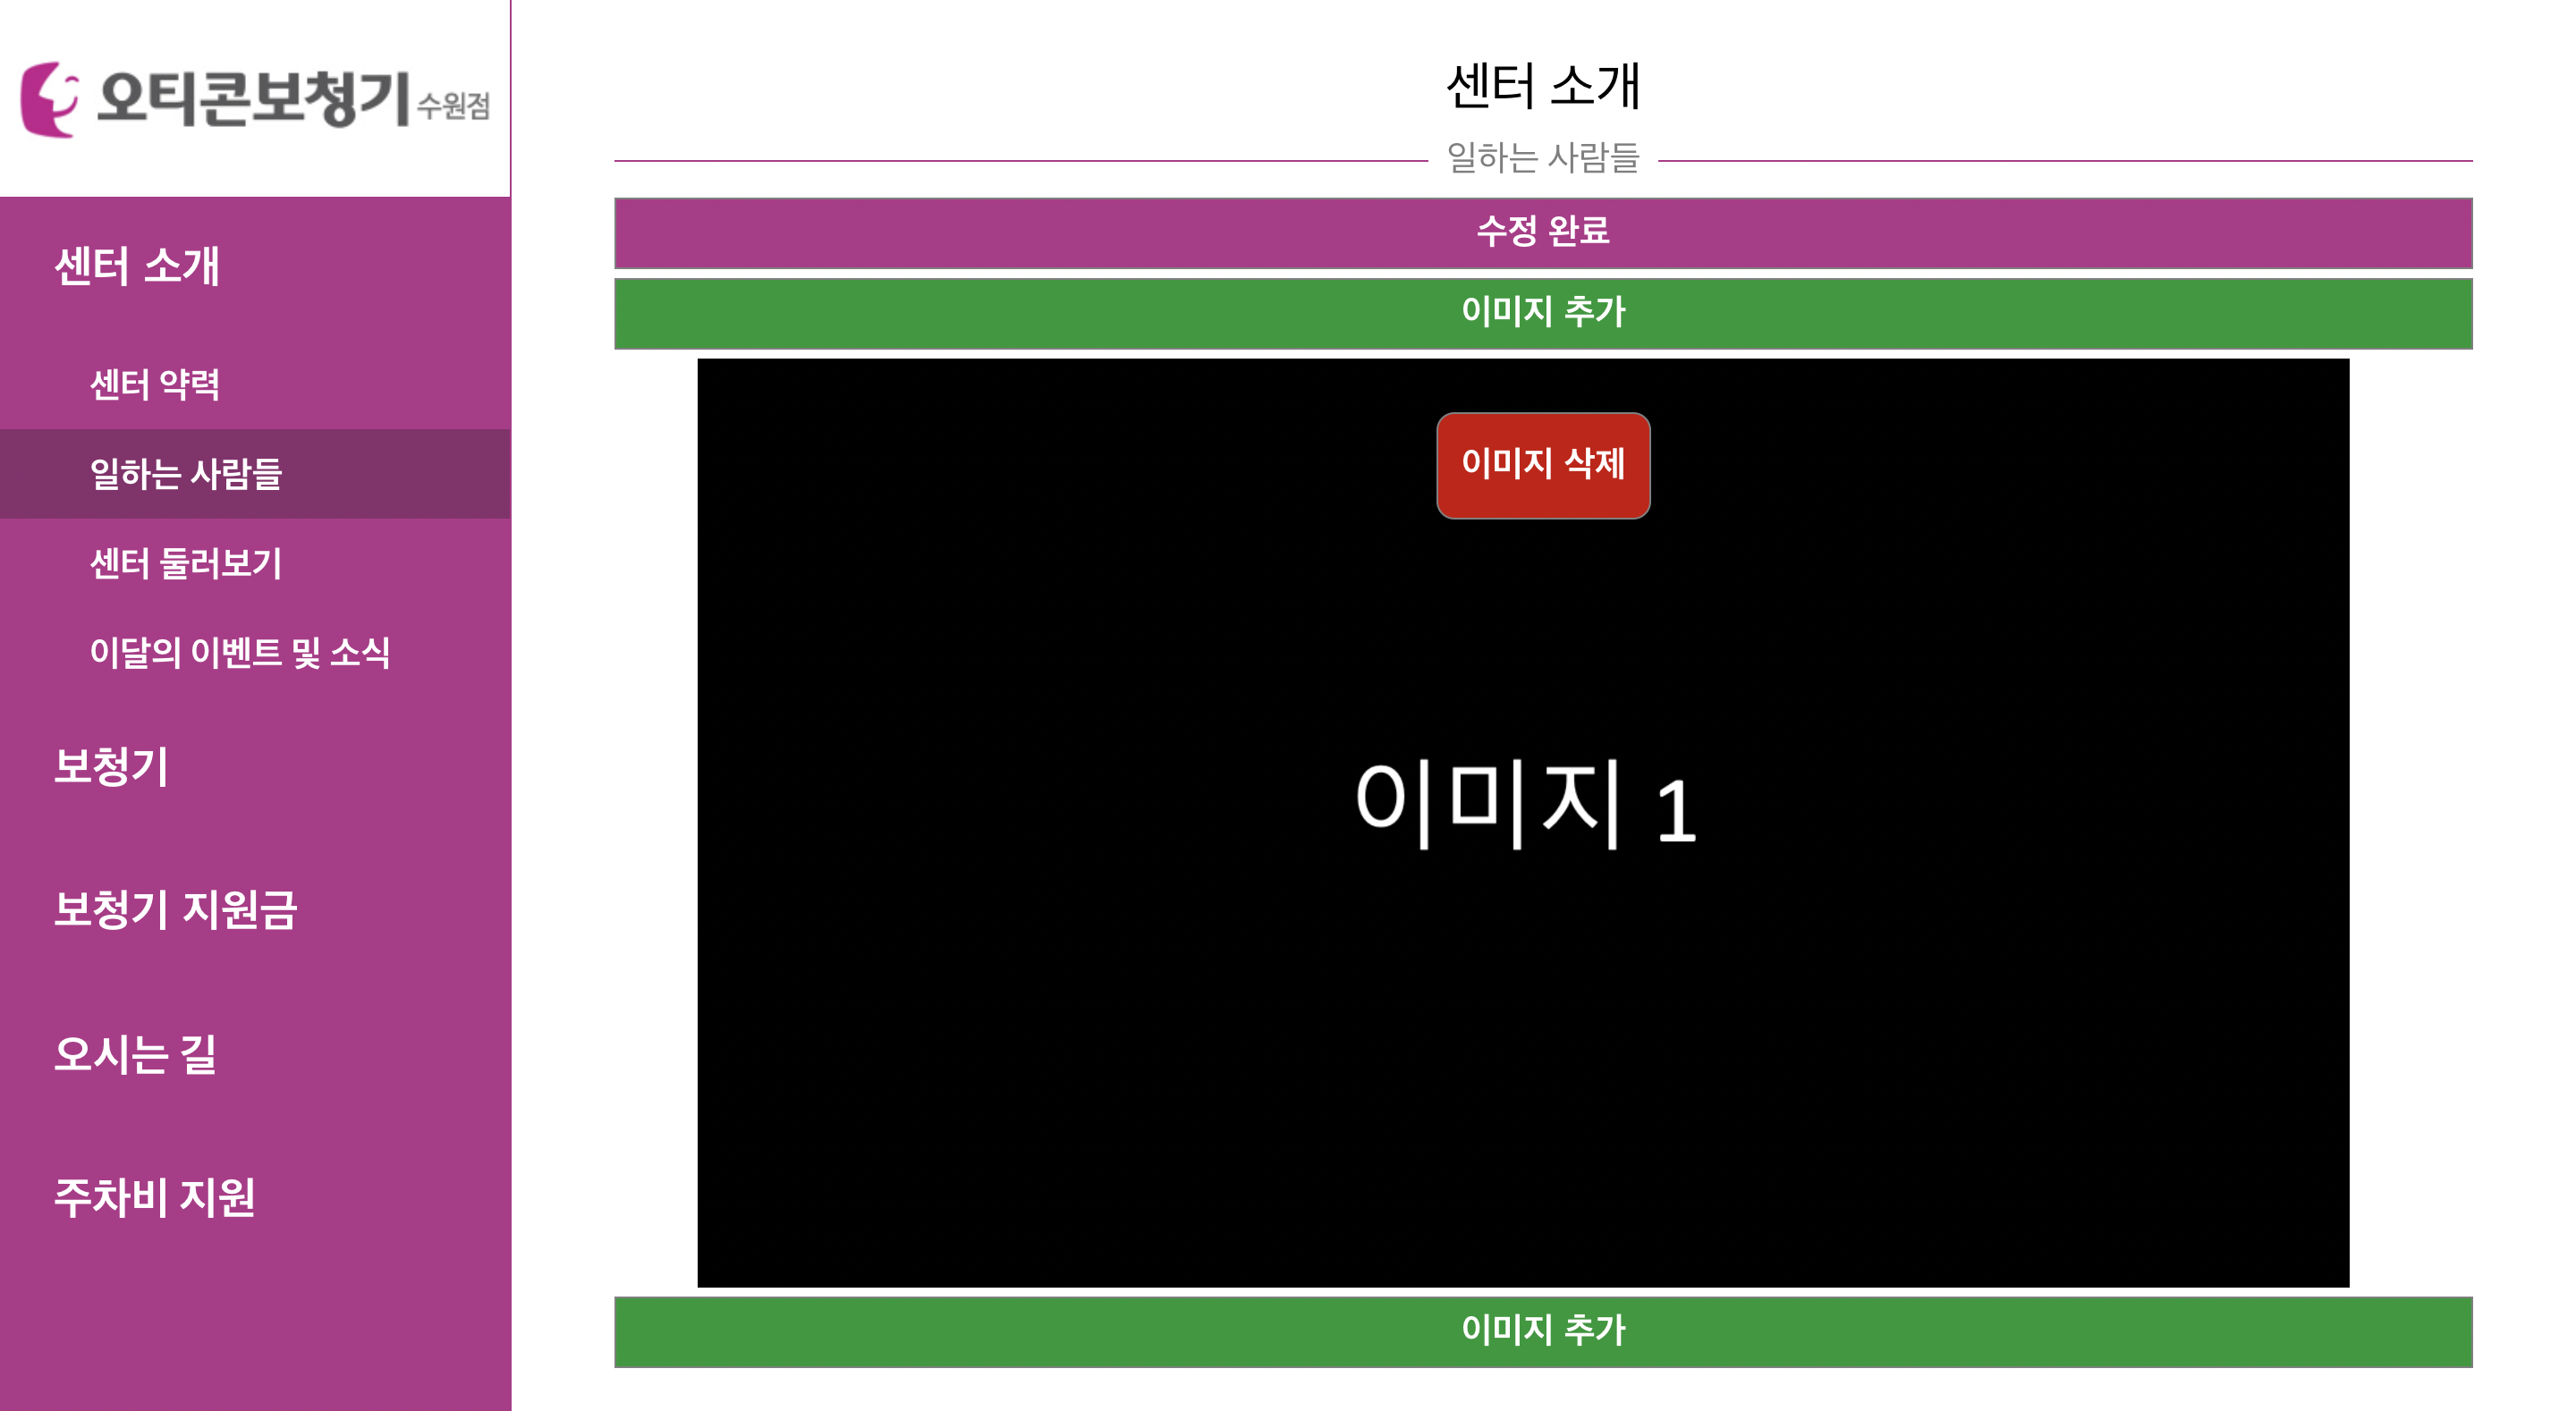 오티콘보청기 수원점
센터 소개
센터 약력
일하는 사람들
센터 둘러보기
이달의 이벤트 및 소식
보청기
보청기 지원금
오시는 길
주차비 지원
센터 소개
일하는 사람들
수정 완료
이미지 추가
이미지 삭제
이미지 1
이미지 추가